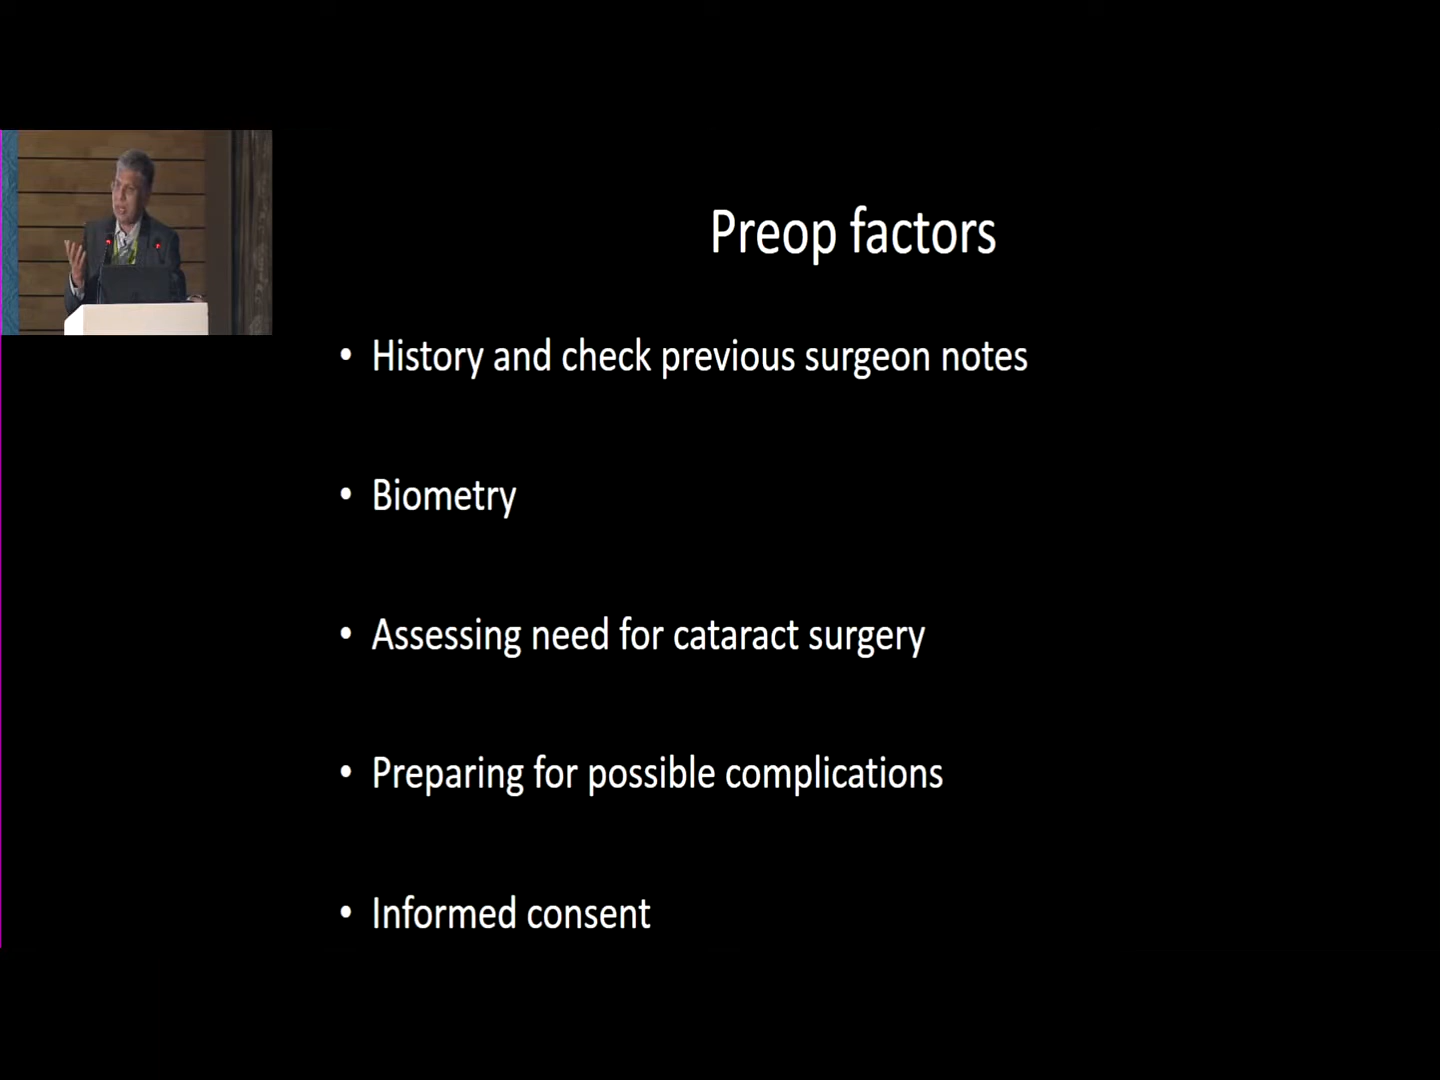 Preop factors
• History and check previous surgeon notes
• Biometry
• Assessing need for cataract surgery
• Preparing for possible complications
• Informed consent